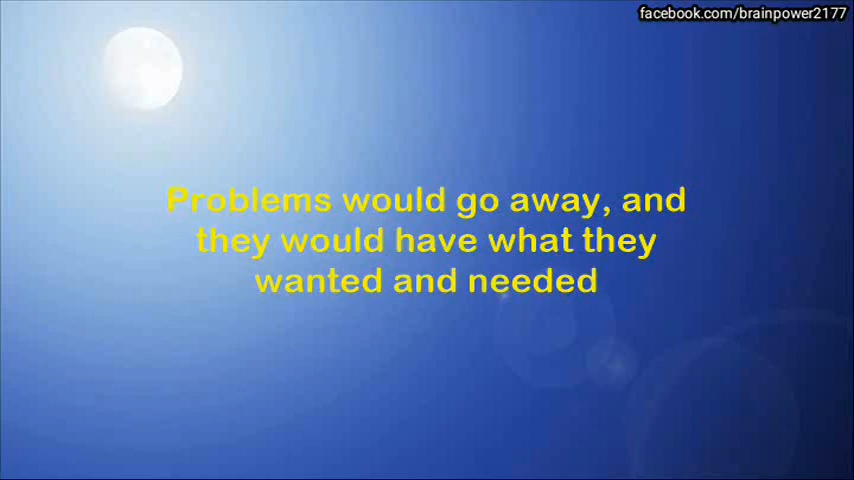 facebook.com/brainpower2177
Problems would go away, and
they would have what they
wanted and needed